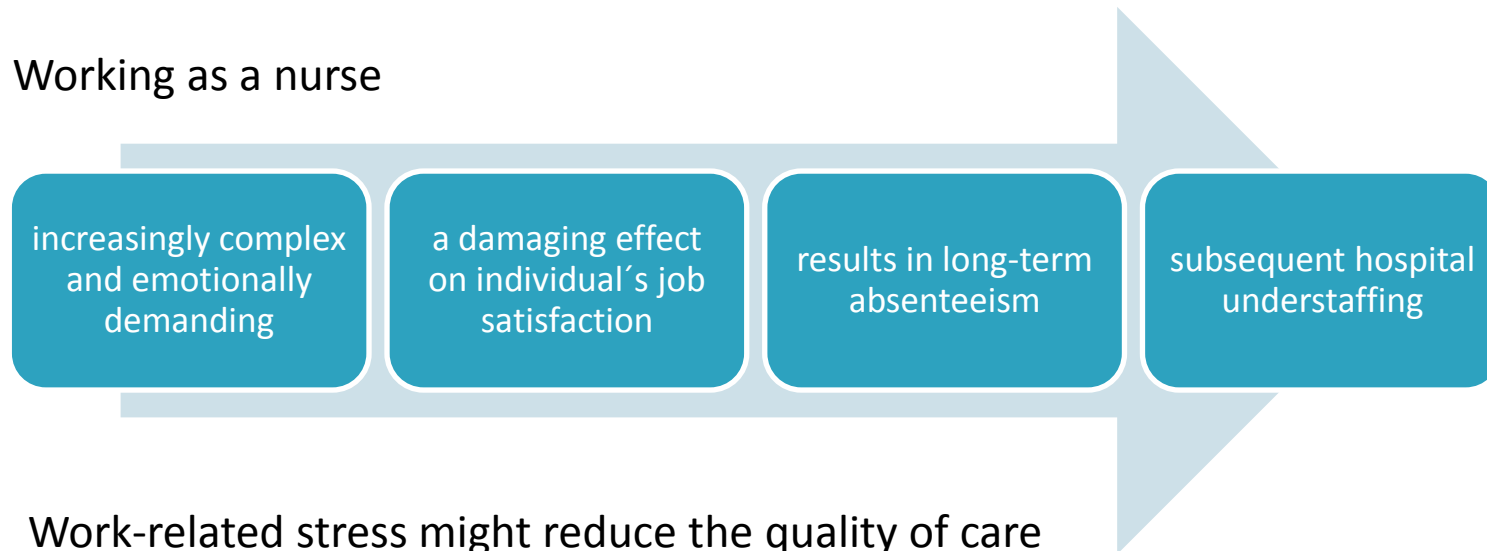 Working as a nurse
increasingly complex
and emotionally
demanding
a damaging effect
on individual´s job
satisfaction
results in long-term
absenteeism
subsequent hospital
understaffing
Work-related stress might reduce the quality of care